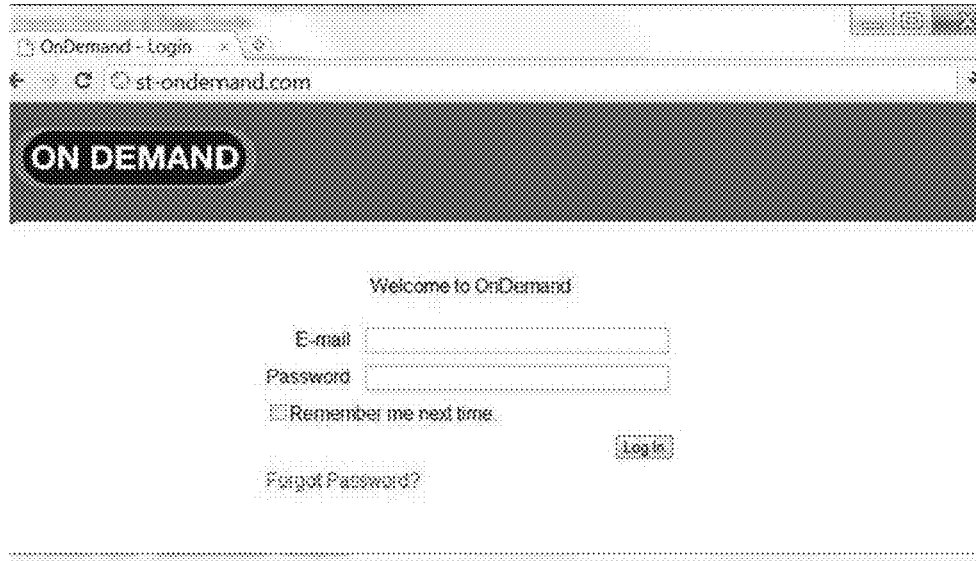 OnDemand - Login
st-ondemand.com
ON DEMAND
Welcome to OnDemand
E-mail
Password
Remember me next time.
Log in
Forgot Password?